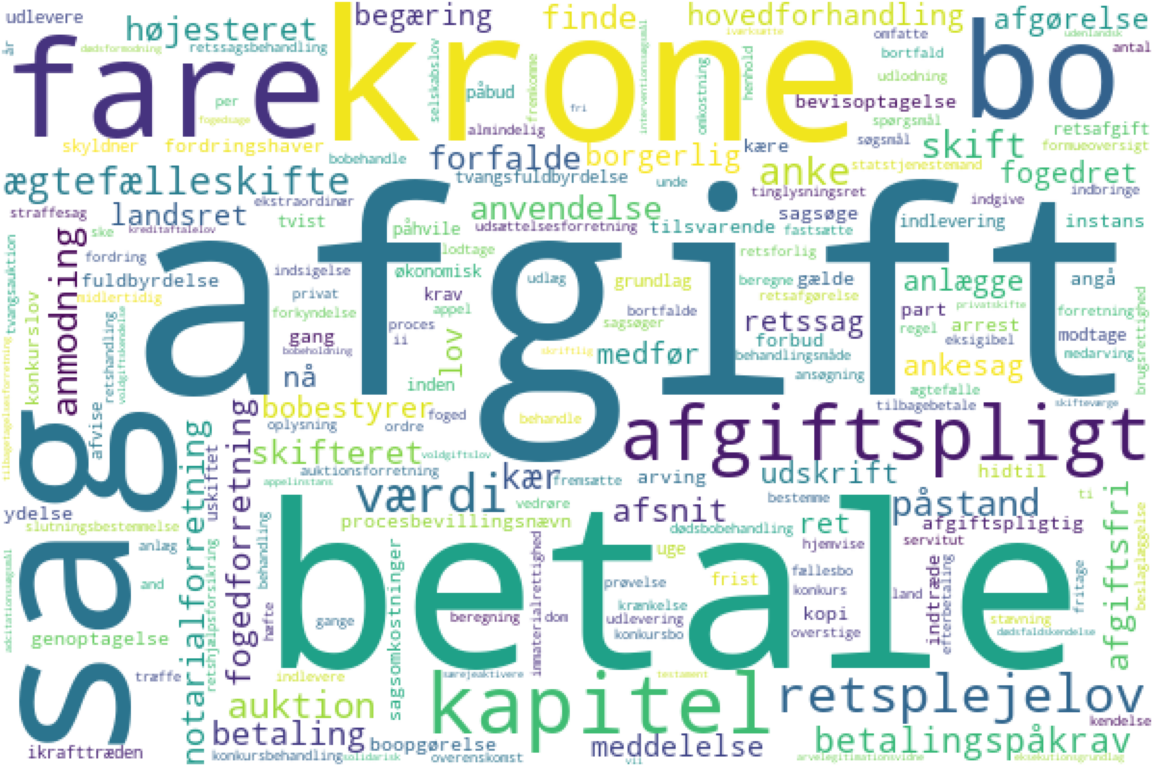 udlevere
højesteret
begæring
finde
hovedforhandling
afgørelse
år
dødsformodning
retssagsbehandling
fare
krone
bo
selskabslov
fremkomme
interventionssøgsmål
iværksætte
omfatte
udenlandsk
antal
henhold
omkostning
bortfald
udlodning
per
fogedsag
påbud
fri
bevisoptagelse
spørgsmål
almindelig
søgsmål
retsafgift
skyldner
fordringshaver
bobehandle
forfalde
borgerlig
kære
skift
formueoversigt
anke
statstjenestemand
fogedret
ægtefælleskifte
tvangsfuldbyrdelse
unde
tinglysningsret
indgive
indbringe
ekstraordinær
straffesag
landsret
tvist
anvendelse
sagsøge
indlevering
instans
kreditaftalelov
ske
påhvile
udsættelsesforretning
tilsvarende
fastsætte
afgift
lodtage
retsforlig
fordring
indsigelse
økonomisk
udlæg
grundlag
beregne
gælde
anlægge
angå
tvangsauktion
anmodning
fuldbyrdelse
midlertidig
privat
krav
retsafgørelse
privatskifte
forretning
forkyndelse
appel
bortfalde
retssag
part
konkurslov
gang
proces
sagsøger
forbud
regel
arrest
modtage
brugsrettighed
retshandling
voldgiftskendelse
bobeholdning
ii
lov
skriftlig
medfør
behandlingsmåde
eksigibel
medarving
inden
ansøgning
ankesag
nå
ægtefælle
tilbagetagelsesforretning
sag
afvise
bobestyrer
foged
behandle
tilbagebetale
skifteværge
oplysning
ordre
afgiftspligt
skifteret
voldgiftslov
auktionsforretning
kær
fremsætte
arving
udskrift
hidtil
appelinstans
værdi
vedrøre
bestemme
påstand
ti
ydelse
uskiftet
afsnit
slutningsbestemmelse
procesbevillingsnævn
dødsbobehandling
ret
afgiftspligtig
servitut
anlæg
behandling
betale
uge
hjemvise
afgiftsfri
beslaglæggelse
and
prøvelse
frist
fællesbo
land
indtræde
efterbetaling
fritage
notarialforretning
retshjælpsforsikring
fogedforretning
hæfte
sagsomkostninger
immaterialrettighed
krænkelse
konkurs
gange
beregning
dom
udlevering
kopi
stævning
genoptagelse
konkursbo
overstige
dødsfaldskendelse
træffe
indlevere
særejeaktivere
testament
auktion
kapitel
retsplejelov
betaling
kendelse
ikrafttræden
boopgørelse
meddelelse
betalingspåkrav
konkursbehandling
solidarisk
overenskomst
vii
arvelegitimationsvidne
eksekutionsgrundlag